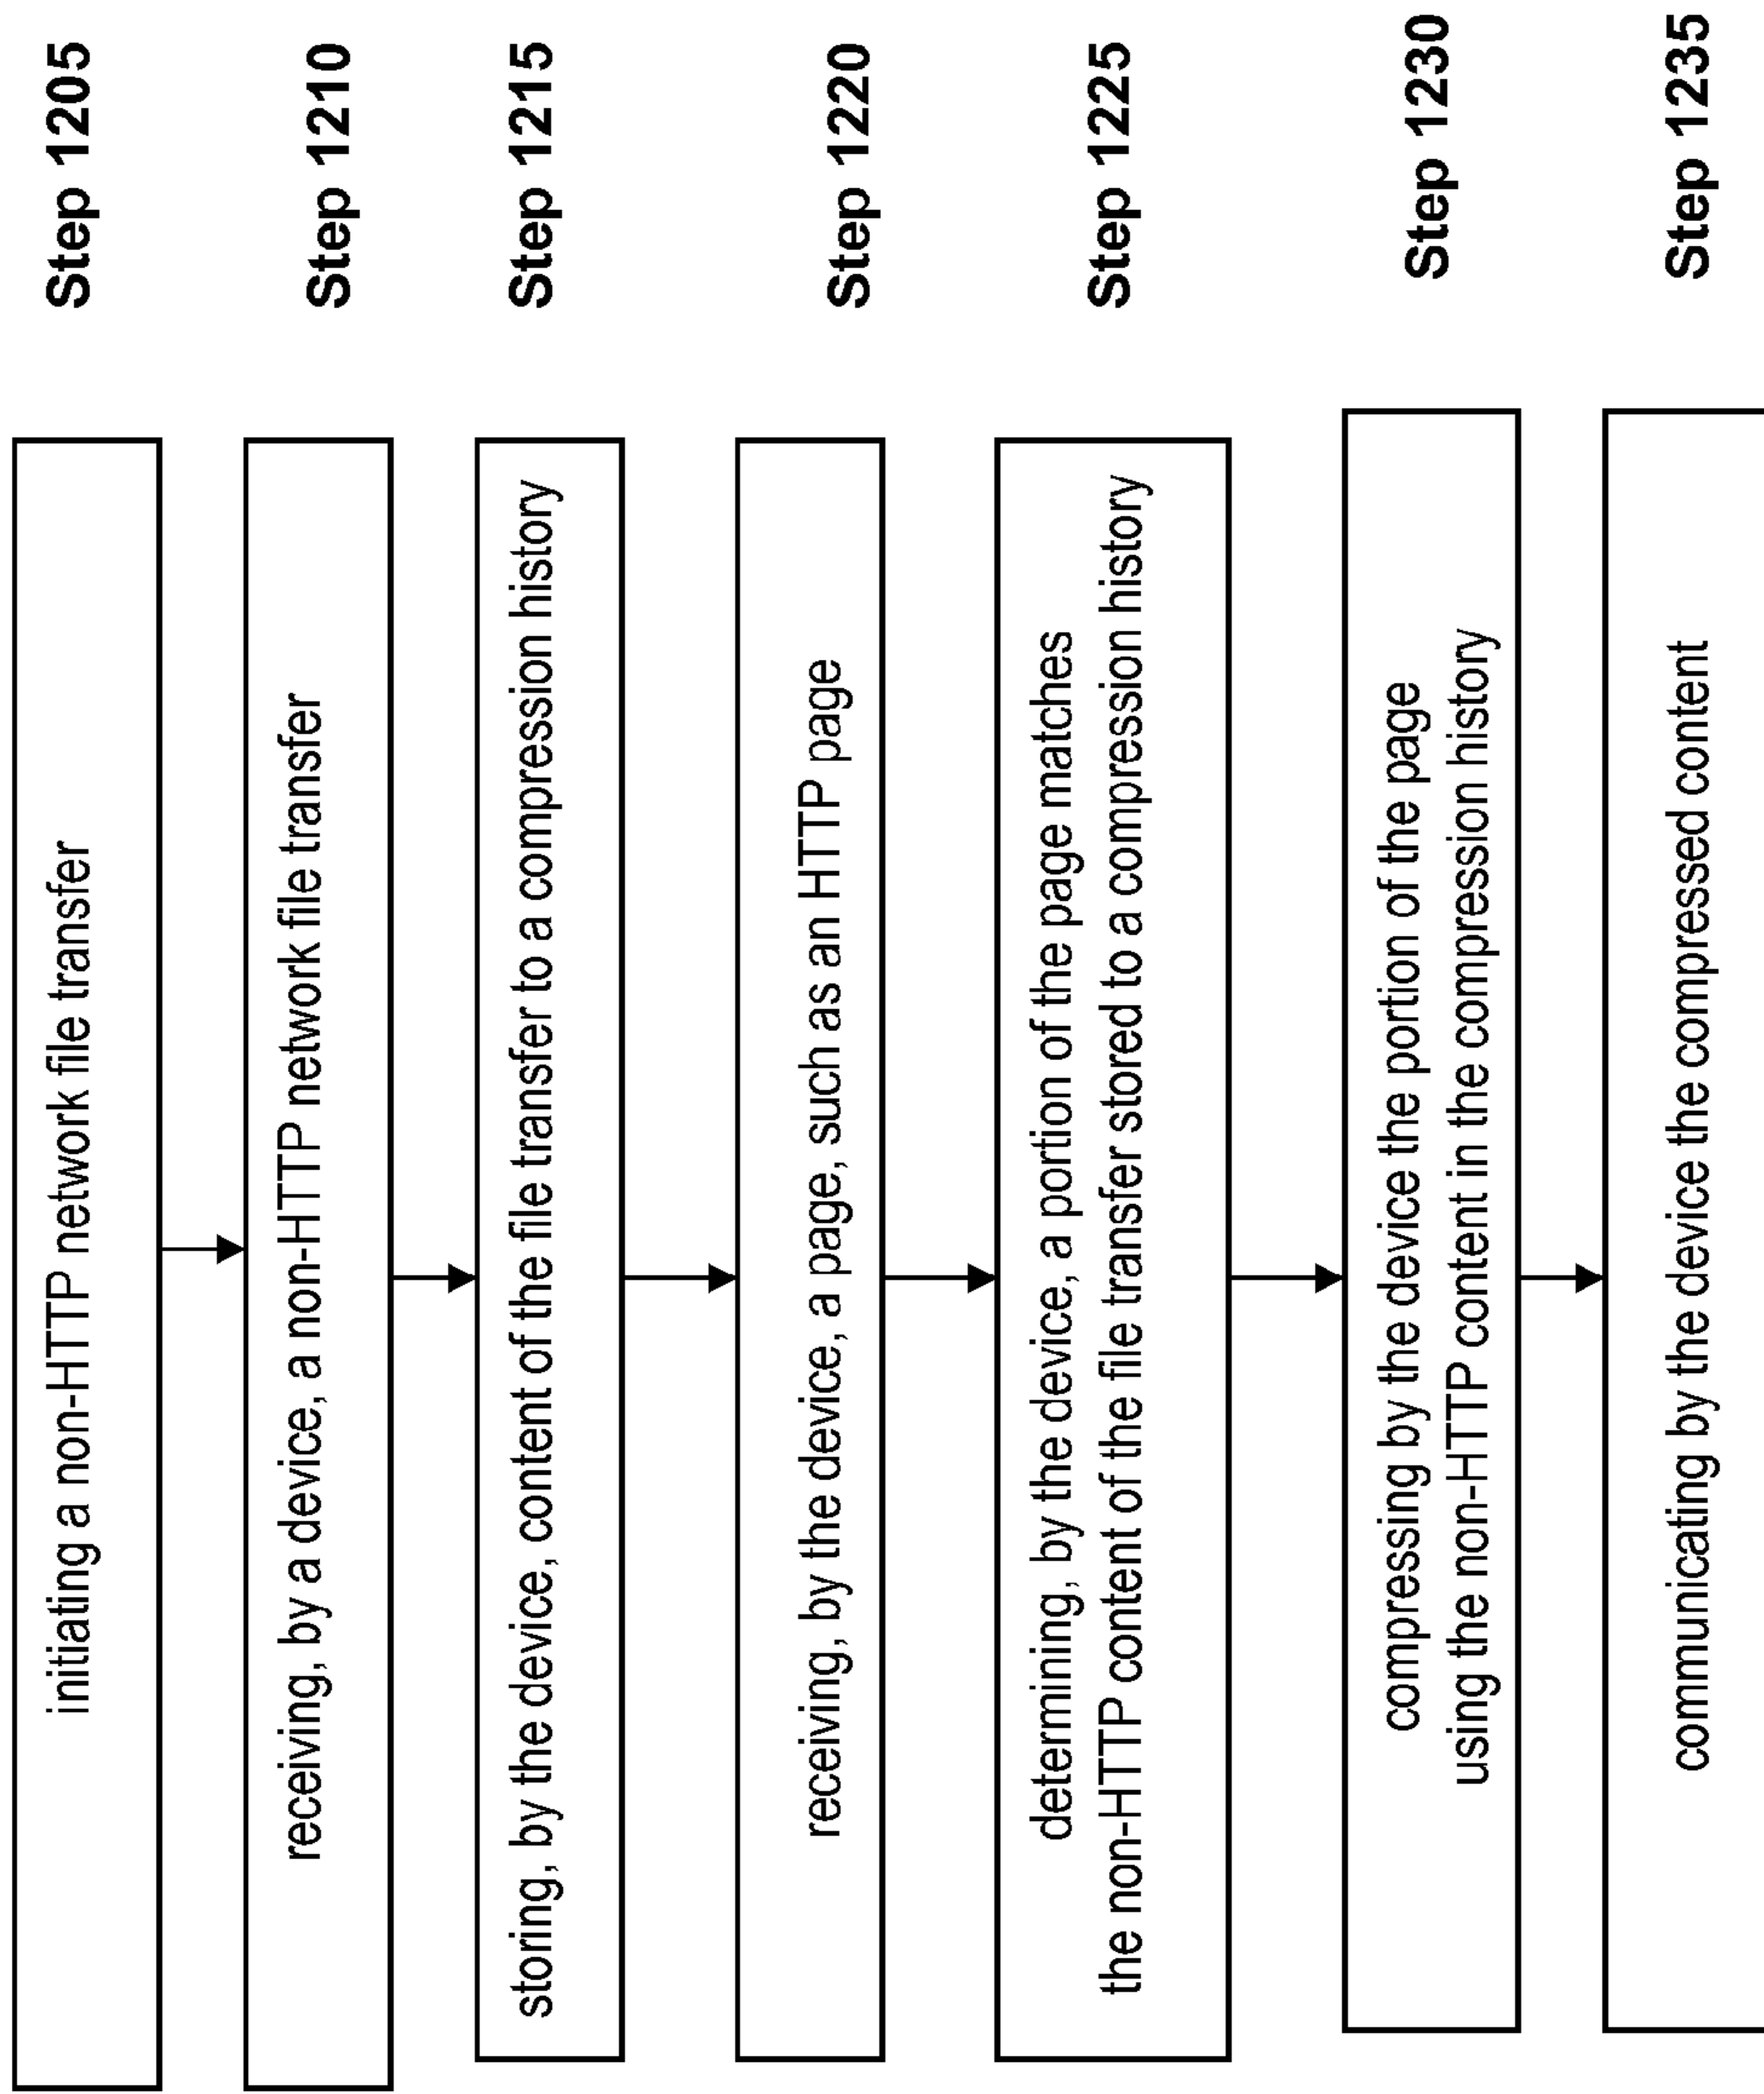 initiating a non-HTTP network file transfer
Step 1205
receiving, by a device, a non-HTTP network file transfer
Step 1210
storing, by the device, content of the file transfer to a compression history
Step 1215
receiving, by the device, a page, such as an HTTP page
Step 1220
determining, by the device, a portion of the page matches
the non-HTTP content of the file transfer stored to a compression history
Step 1225
compressing by the device the portion of the page
using the non-HTTP content in the compression history
Step 1230
communicating by the device the compressed content
Step 1235